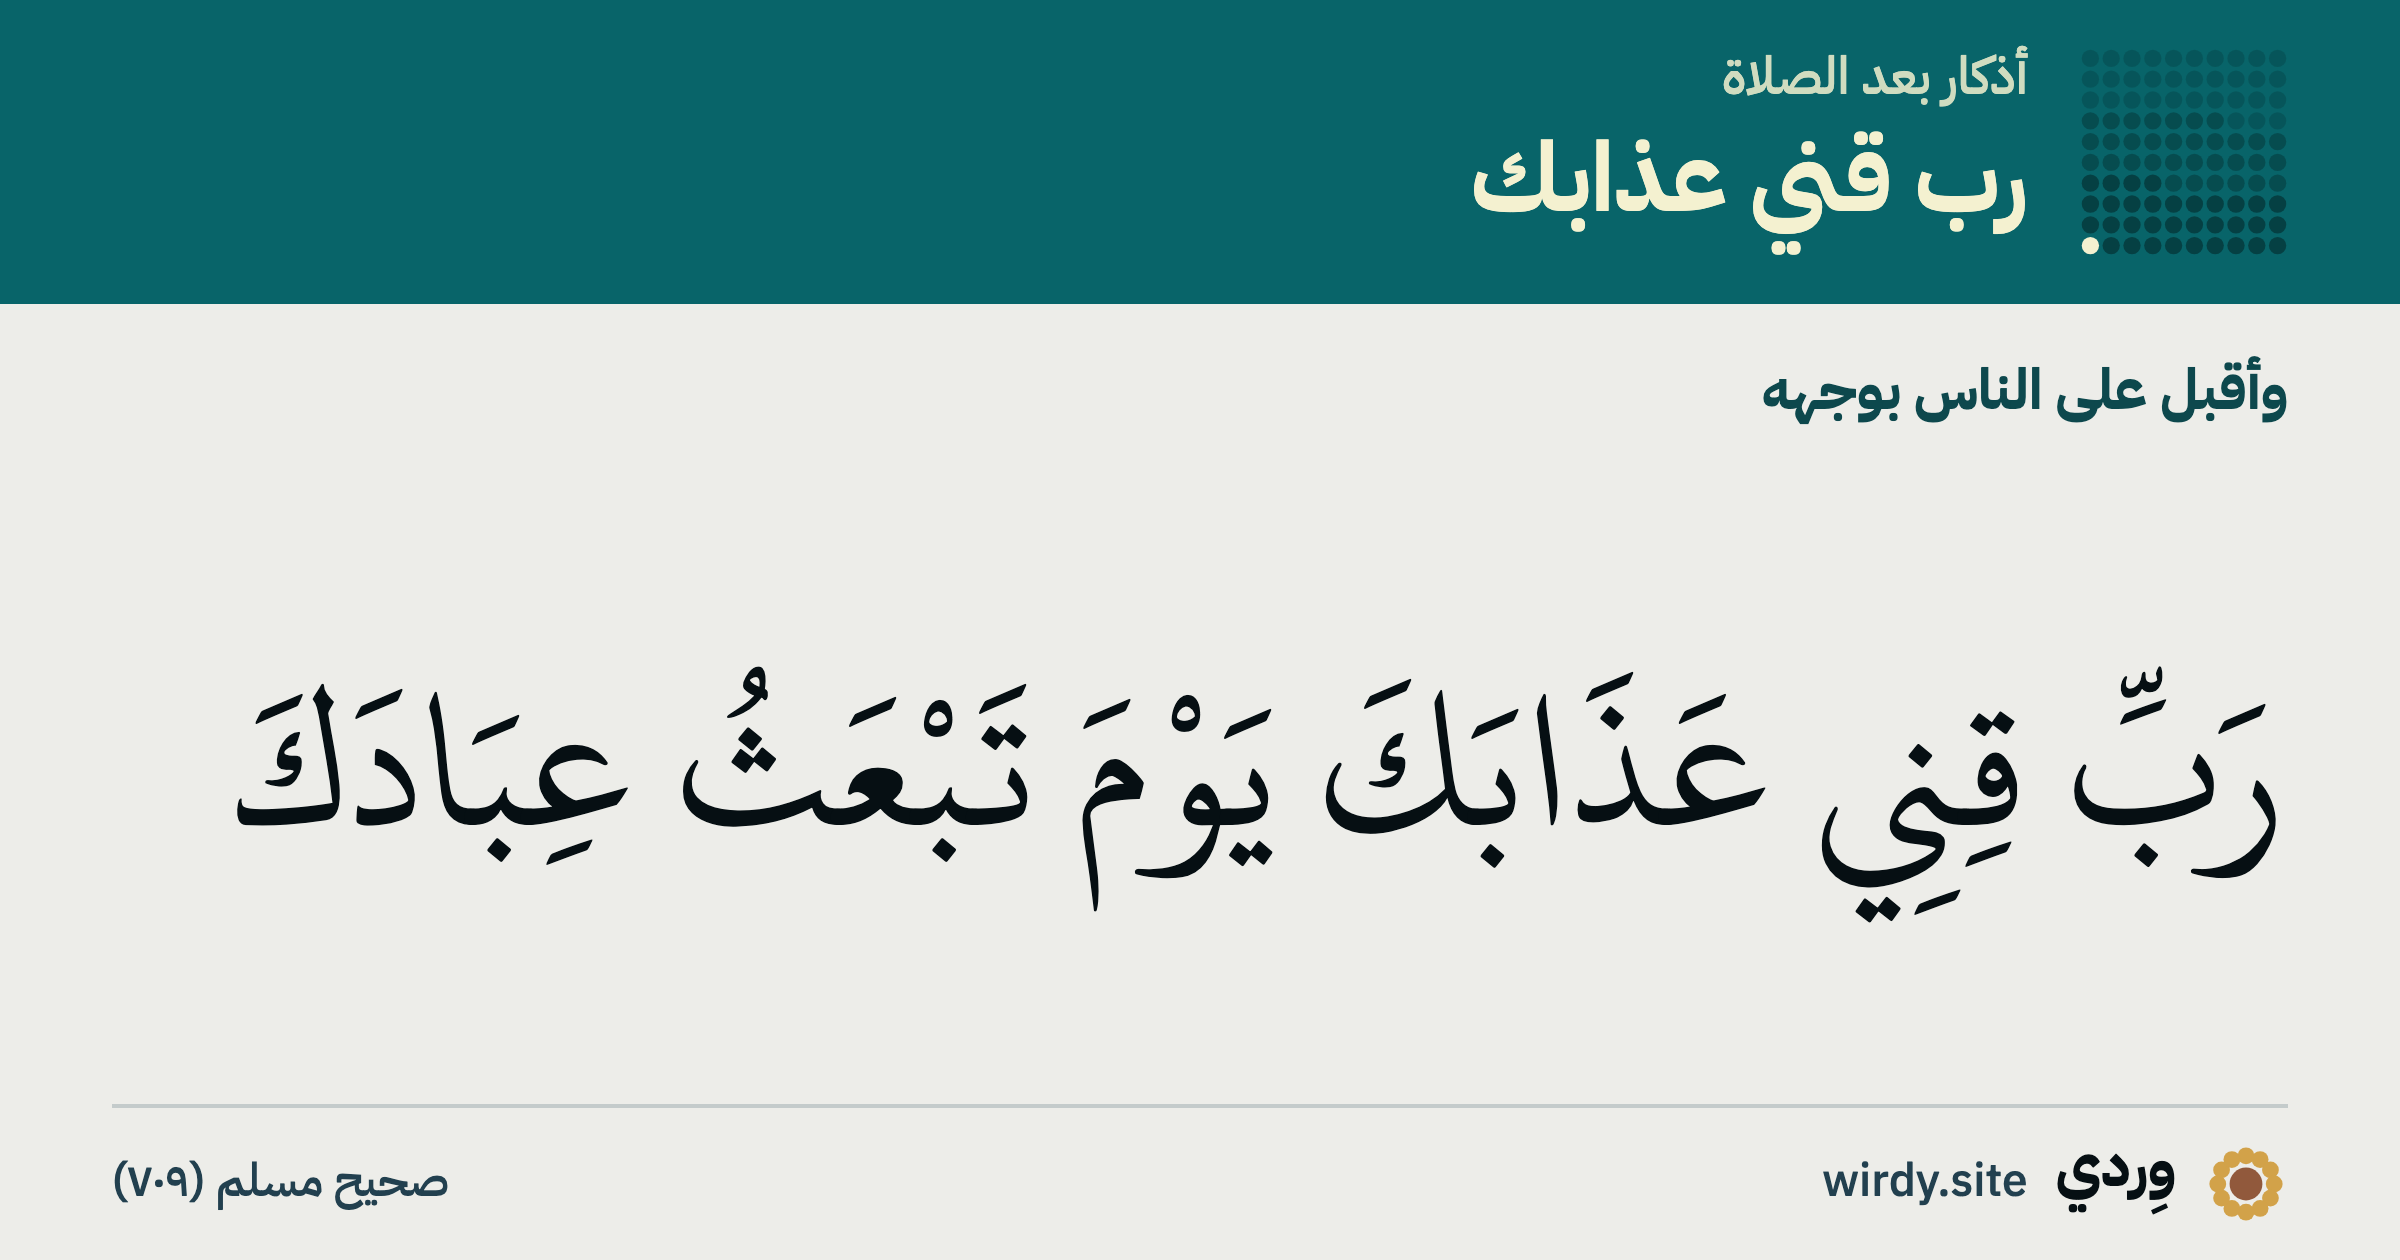 أذكار بعد الصلاة
رب قني عذابك
وأقبل على الناس بوجهه
رَبِّ قِنِي عَذَابَكَ يَوْمَ تَبْعَثُ عِبَادَكَ
وِردي wirdy.site
صحيح مسلم (٧٠٩)